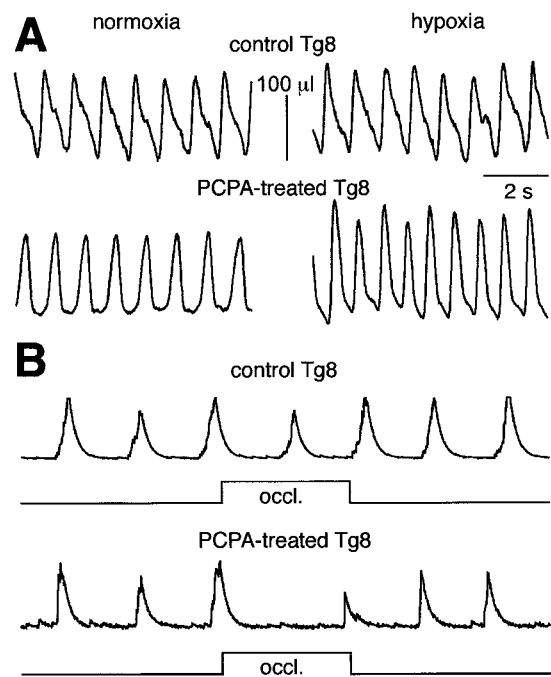 A
normoxia
hypoxia
control Tg8
100 µl
PCPA-treated Tg8
2 s
B
control Tg8
occl.
PCPA-treated Tg8
occl.